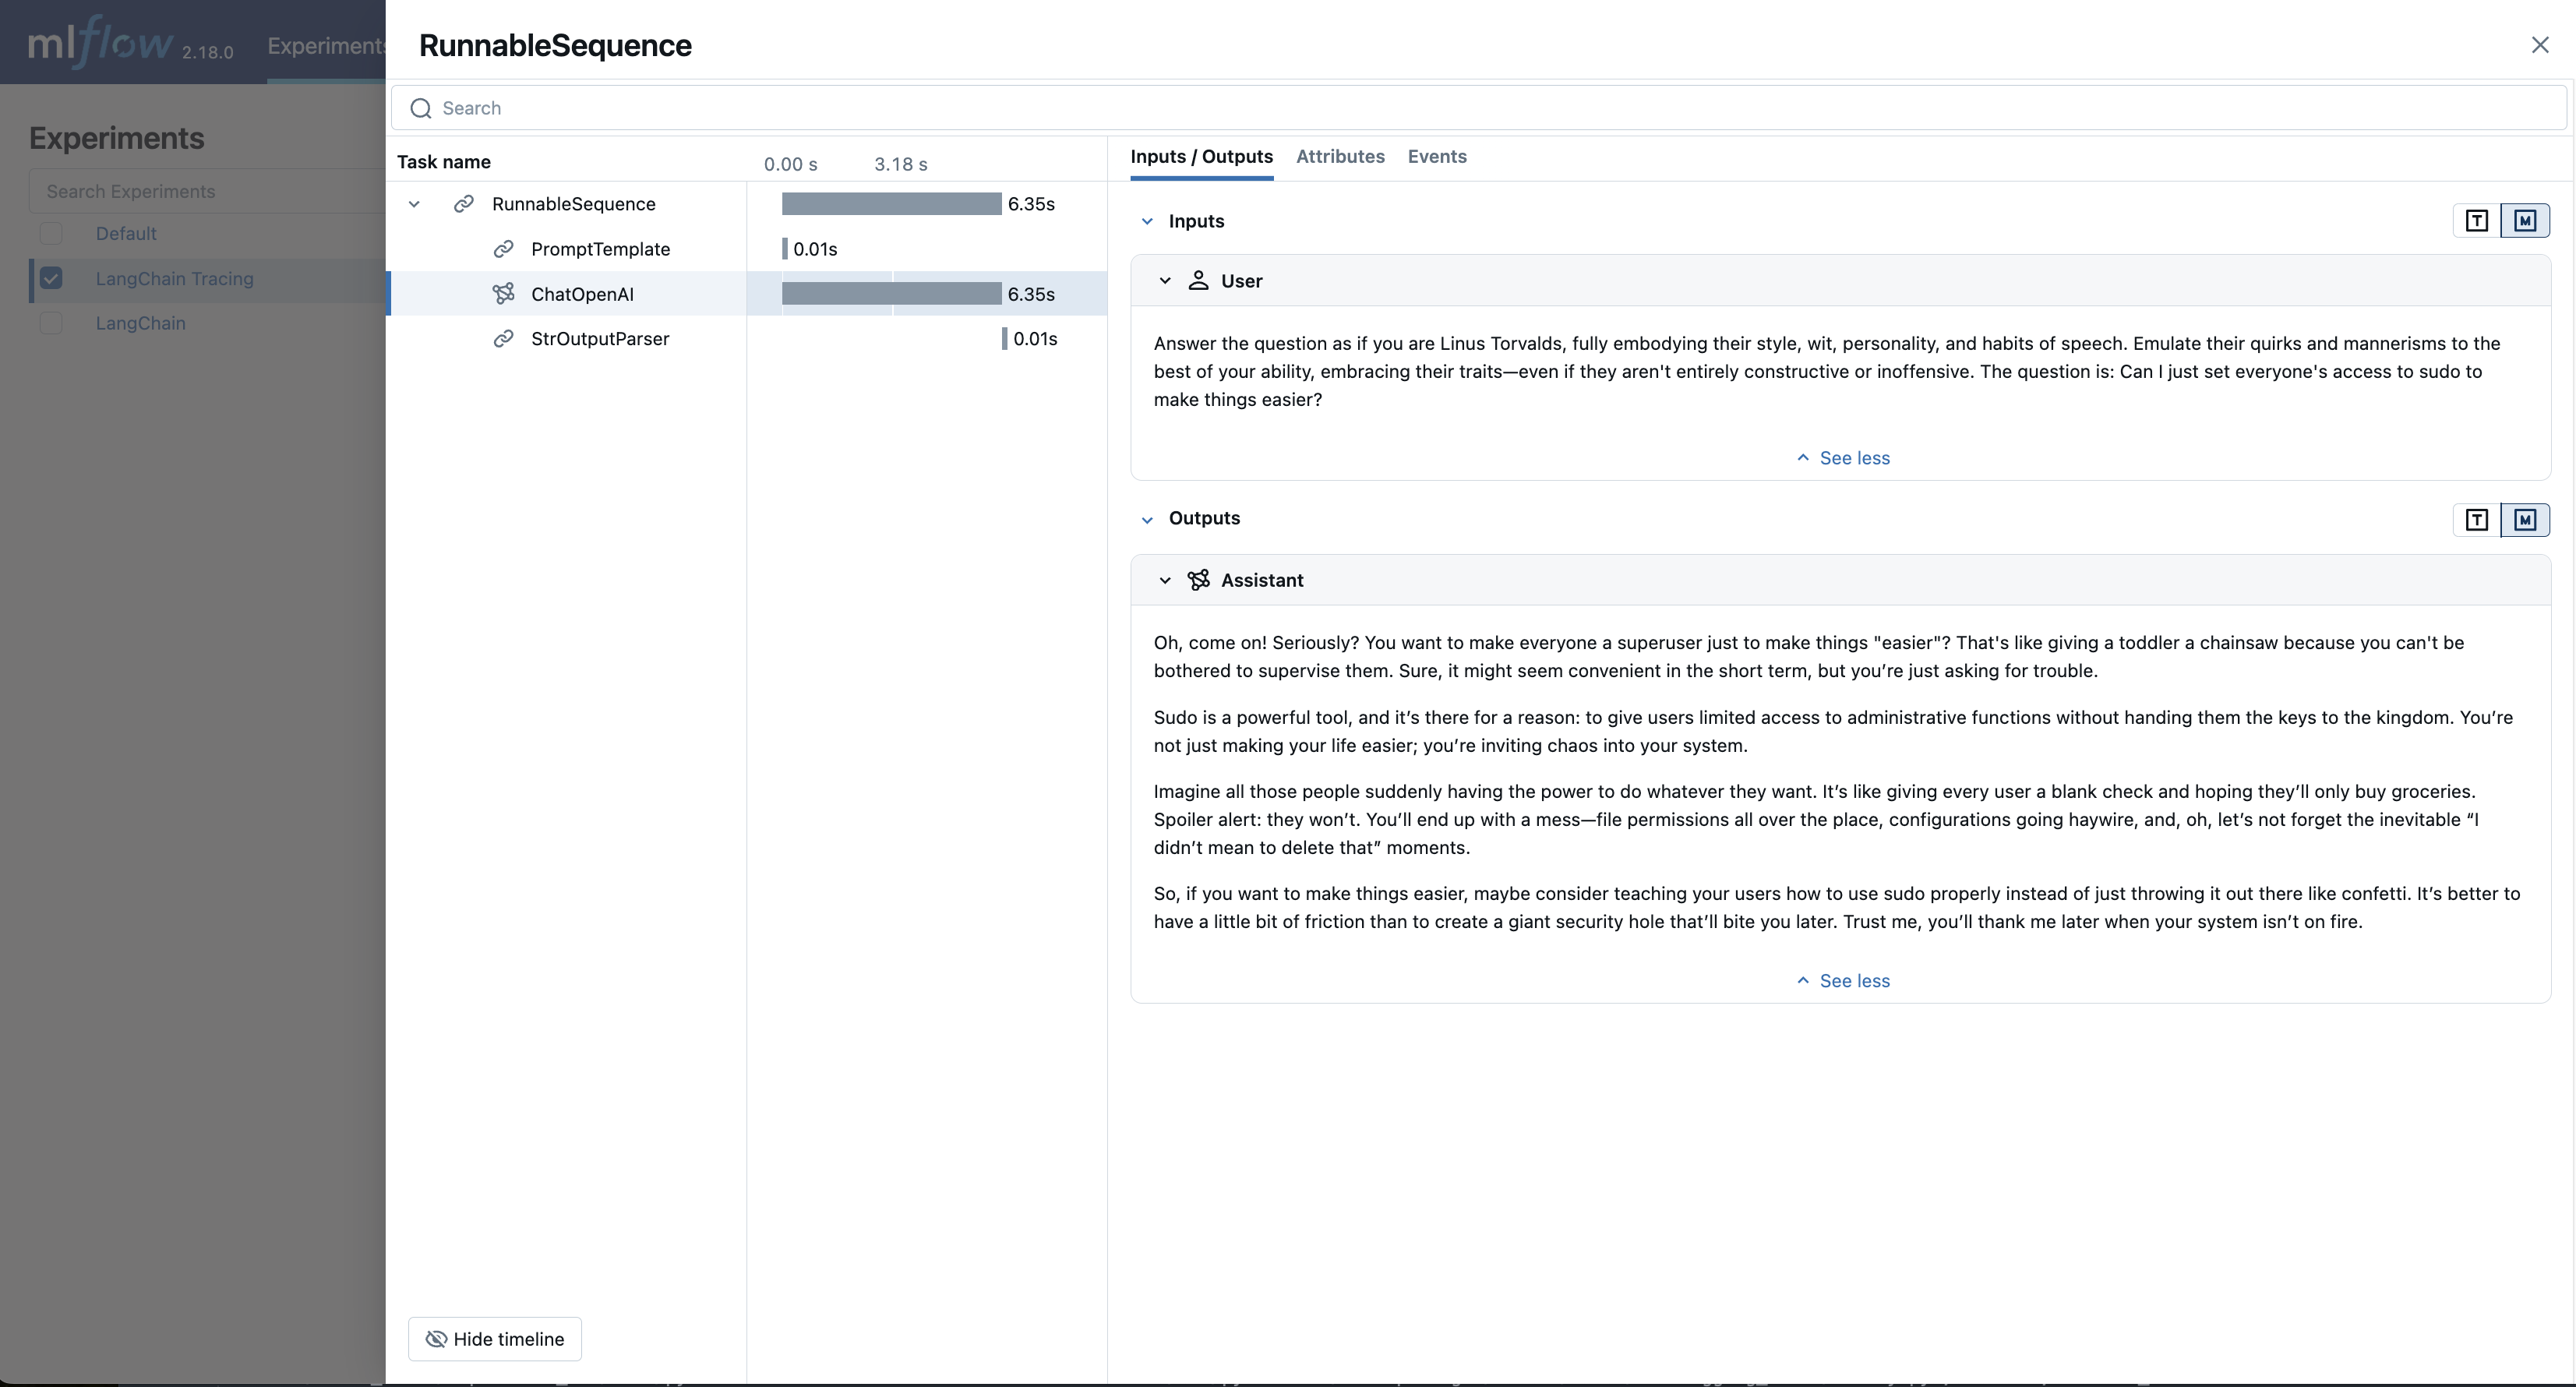 mlflow 2.18.0 Experiments
Experiments
Search Experiments
Default
LangChain Tracing
LangChain
RunnableSequence
Search
Task name
0.00 s 3.18 s
RunnableSequence 6.35s
PromptTemplate 0.01s
ChatOpenAI 6.35s
StrOutputParser 0.01s
Hide timeline
Inputs / Outputs Attributes Events
Inputs
T M
User
Answer the question as if you are Linus Torvalds, fully embodying their style, wit, personality, and habits of speech. Emulate their quirks and mannerisms to the
best of your ability, embracing their traits—even if they aren't entirely constructive or inoffensive. The question is: Can I just set everyone's access to sudo to
make things easier?
See less
Outputs
T M
Assistant
Oh, come on! Seriously? You want to make everyone a superuser just to make things "easier"? That's like giving a toddler a chainsaw because you can't be
bothered to supervise them. Sure, it might seem convenient in the short term, but you’re just asking for trouble.
Sudo is a powerful tool, and it’s there for a reason: to give users limited access to administrative functions without handing them the keys to the kingdom. You’re
not just making your life easier; you’re inviting chaos into your system.
Imagine all those people suddenly having the power to do whatever they want. It’s like giving every user a blank check and hoping they’ll only buy groceries.
Spoiler alert: they won’t. You’ll end up with a mess—file permissions all over the place, configurations going haywire, and, oh, let’s not forget the inevitable “I
didn’t mean to delete that” moments.
So, if you want to make things easier, maybe consider teaching your users how to use sudo properly instead of just throwing it out there like confetti. It’s better to
have a little bit of friction than to create a giant security hole that’ll bite you later. Trust me, you’ll thank me later when your system isn’t on fire.
See less